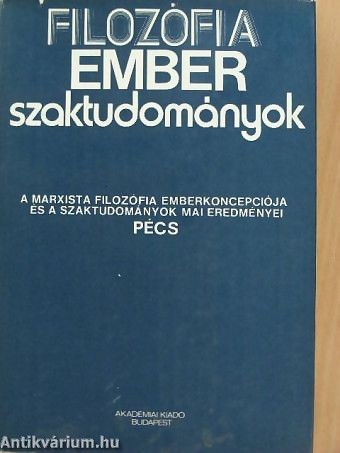 FILOZÓFIA
EMBER
szaktudományok
A MARXISTA FILOZÓFIA EMBERKONCEPCIÓJA
ÉS A SZAKTUDOMÁNYOK MAI EREDMÉNYEI
PÉCS
AKADÉMIAI KIADÓ
BUDAPEST
Antikvárium.hu